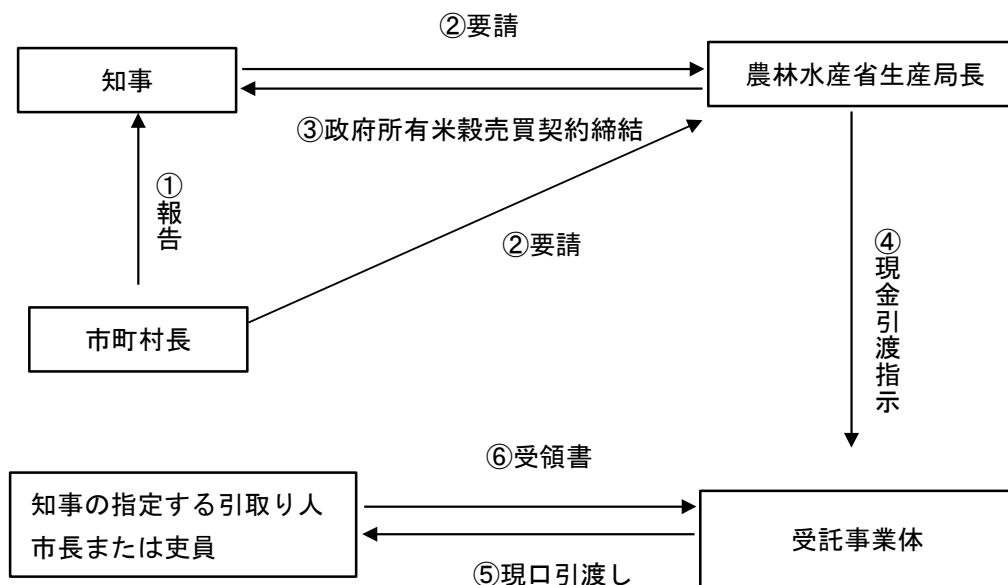 ②要請
知事
農林水産省生産局長
③政府所有米穀売買契約締結
①報告
②要請
④現金引渡指示
市町村長
⑥受領書
知事の指定する引取り人
市長または吏員
受託事業体
⑤現口引渡し